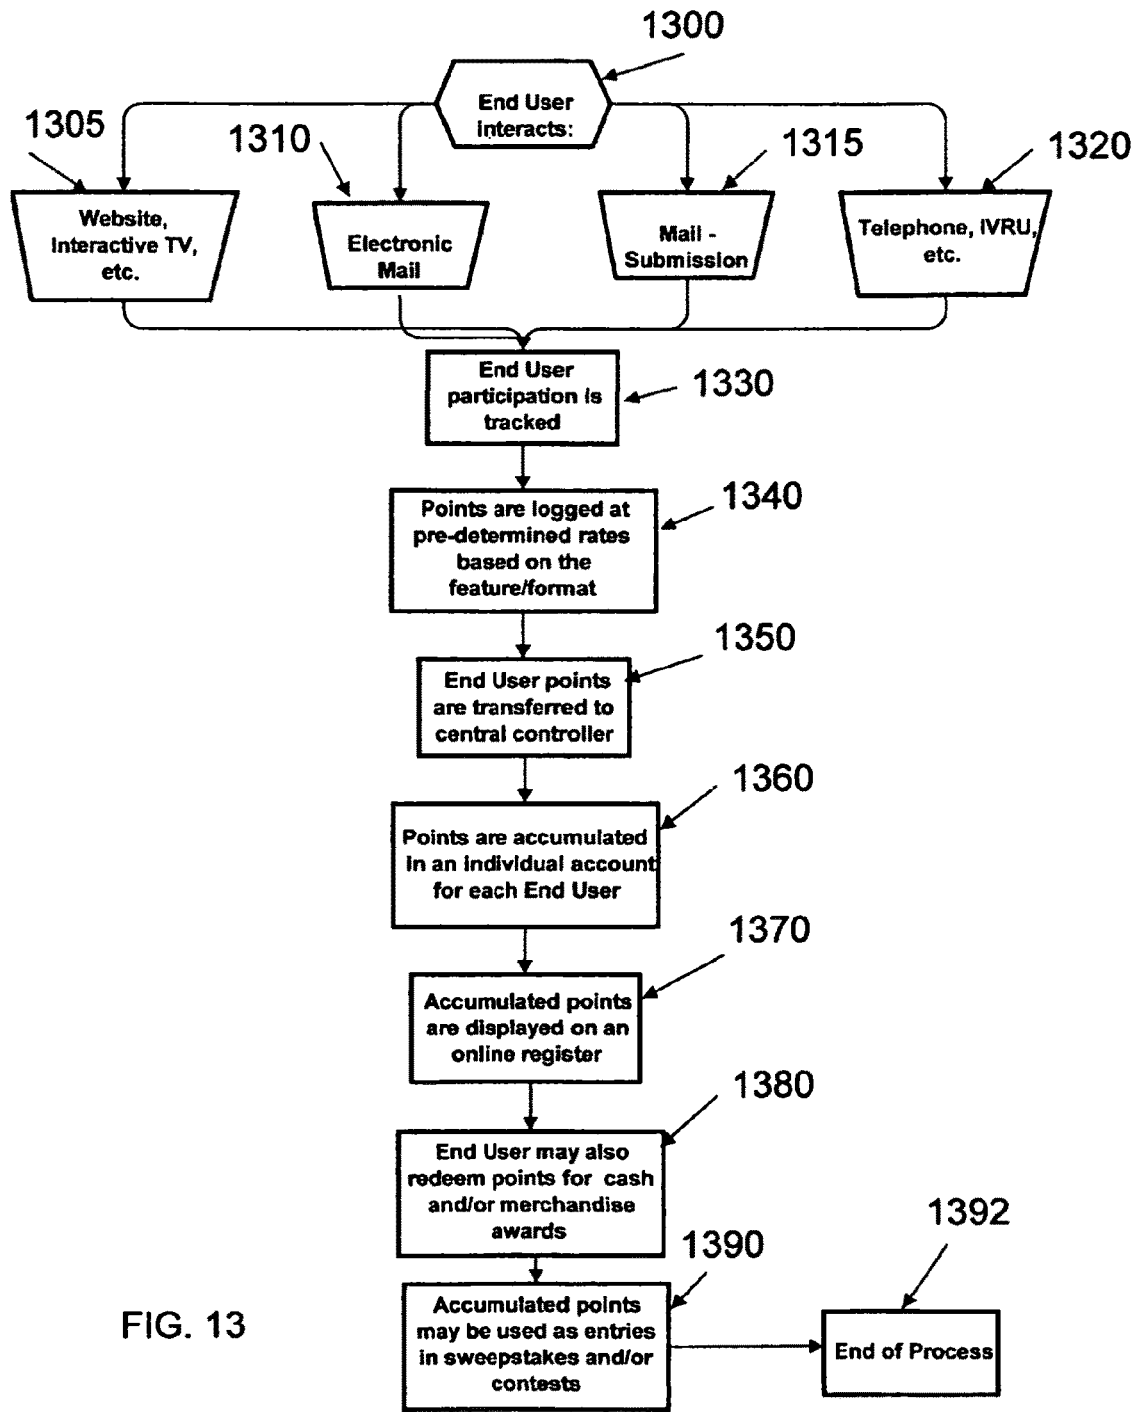 1300
End User
interacts:
1305
1310
1315
1320
Website,
Interactive TV,
etc.
Electronic
Mail
Mail -
Submission
Telephone, IVRU,
etc.
End User
participation is
tracked
1330
Points are logged at
pre-determined rates
based on the
feature/format
1340
End User points
are transferred to
central controller
1350
Points are accumulated
in an individual account
for each End User
1360
Accumulated points
are displayed on an
online register
1370
End User may also
redeem points for cash
and/or merchandise
awards
1380
Accumulated points
may be used as entries
in sweepstakes and/or
contests
1390
1392
End of Process
FIG. 13